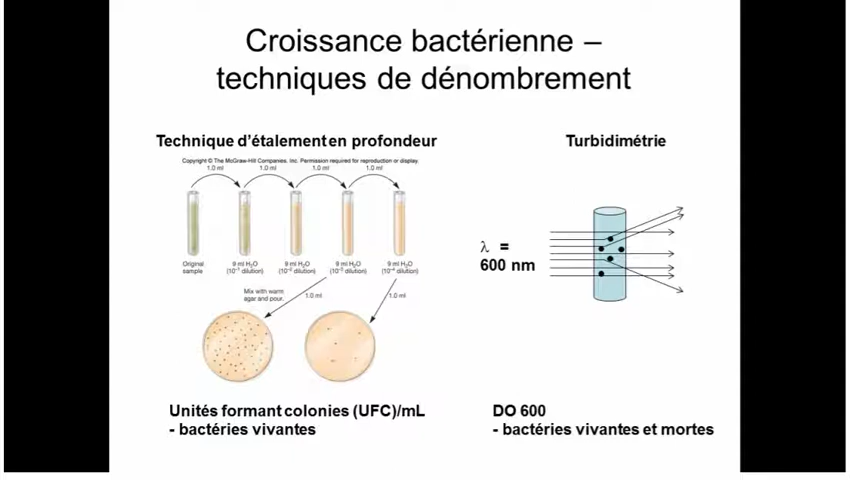 Croissance bactérienne –
techniques de dénombrement
Technique d'étalement en profondeur
Copyright © The McGraw-Hill Companies, Inc. Permission required for reproduction or display.
1.0 ml
1.0 ml
1.0 ml
1.0 ml
Original
sample
9 ml H₂O
(10⁻¹ dilution)
9 ml H₂O
(10⁻² dilution)
9 ml H₂O
(10⁻³ dilution)
9 ml H₂O
(10⁻⁴ dilution)
Mix with warm
agar and pour.
1.0 ml
1.0 ml
Unités formant colonies (UFC)/mL
- bactéries vivantes
Turbidimétrie
λ =
600 nm
DO 600
- bactéries vivantes et mortes